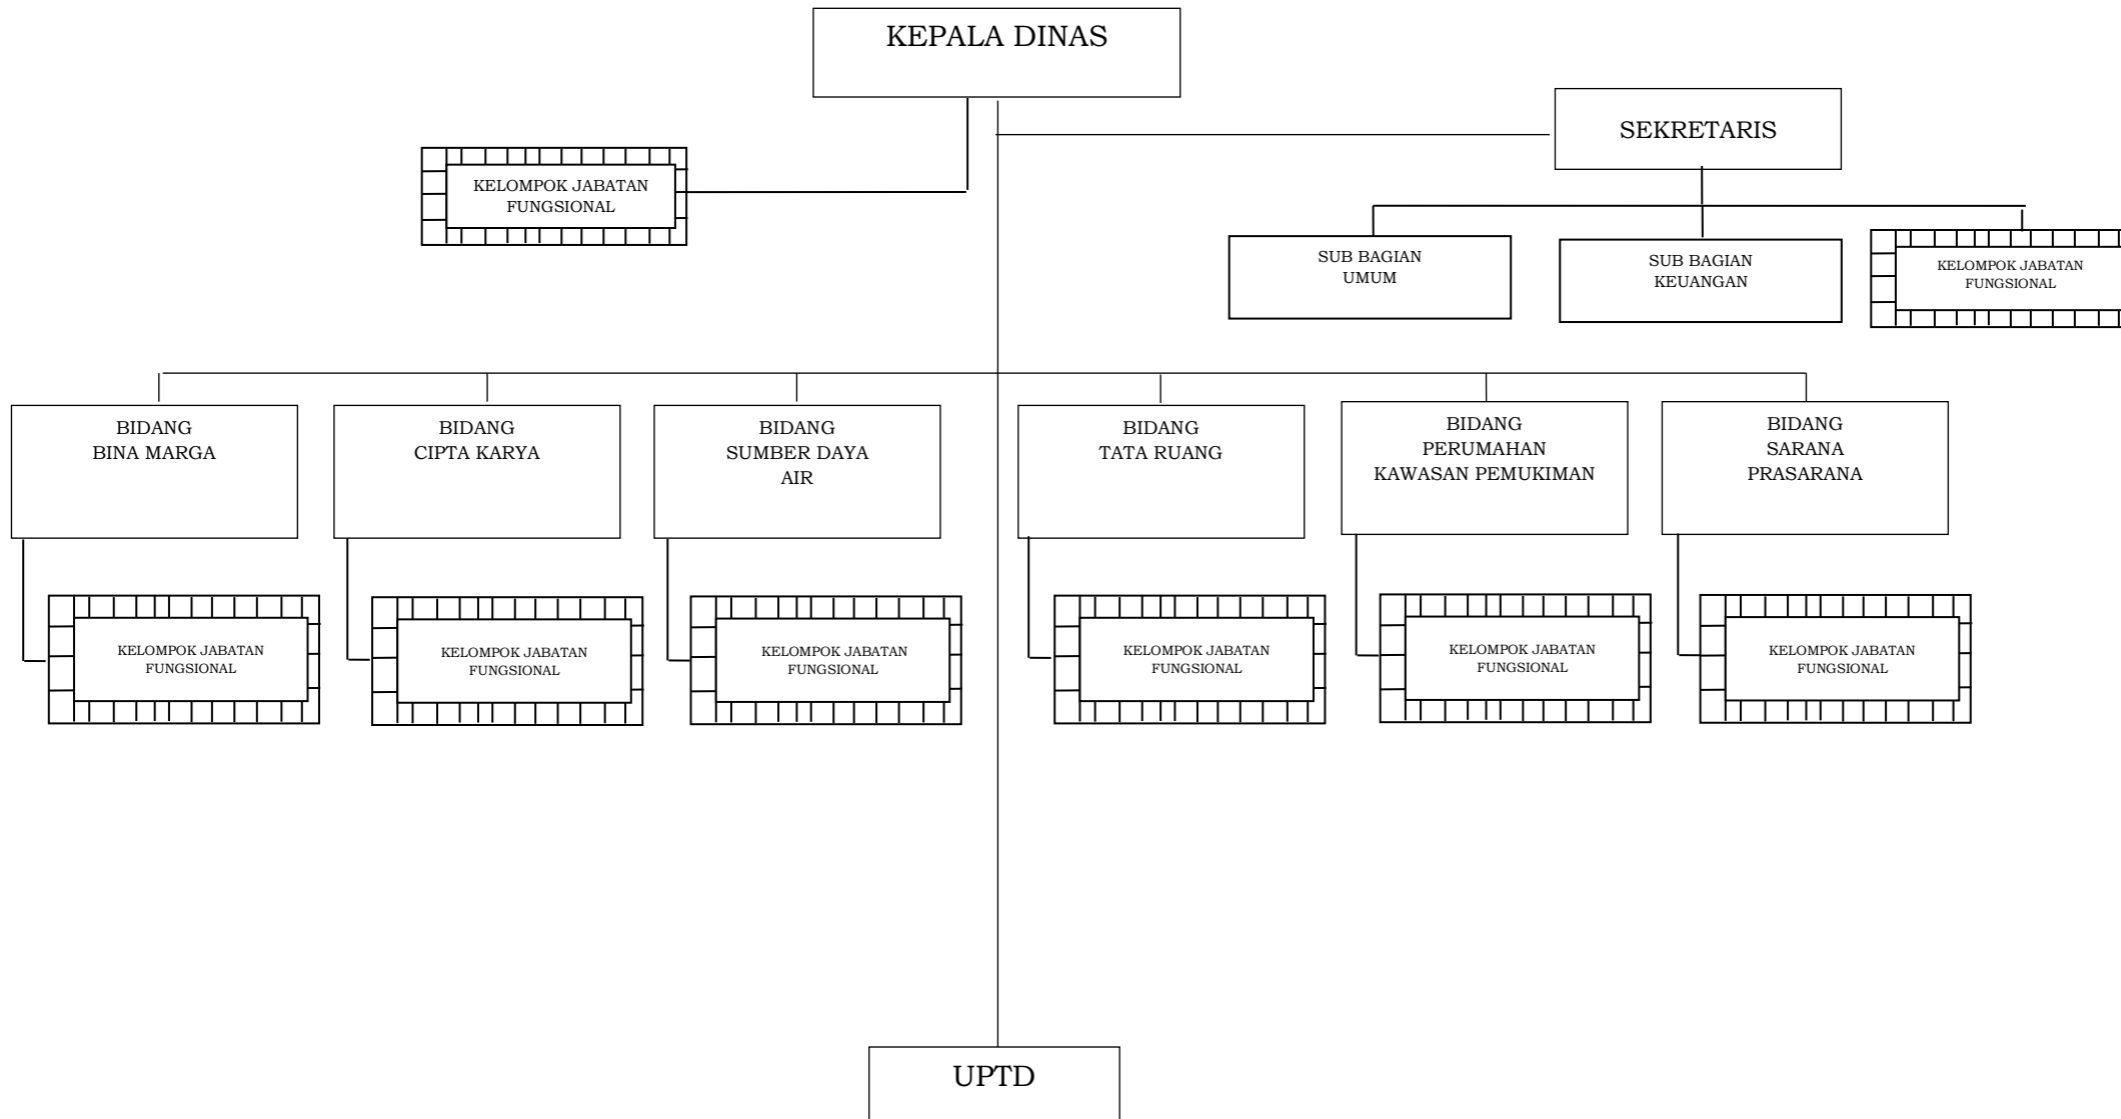 KEPALA DINAS
SEKRETARIS
KELOMPOK JABATAN
FUNGSIONAL
SUB BAGIAN
UMUM
SUB BAGIAN
KEUANGAN
KELOMPOK JABATAN
FUNGSIONAL
BIDANG
BINA MARGA
BIDANG
CIPTA KARYA
BIDANG
SUMBER DAYA
AIR
BIDANG
TATA RUANG
BIDANG
PERUMAHAN
KAWASAN PEMUKIMAN
BIDANG
SARANA
PRASARANA
KELOMPOK JABATAN
FUNGSIONAL
KELOMPOK JABATAN
FUNGSIONAL
KELOMPOK JABATAN
FUNGSIONAL
KELOMPOK JABATAN
FUNGSIONAL
KELOMPOK JABATAN
FUNGSIONAL
KELOMPOK JABATAN
FUNGSIONAL
UPTD